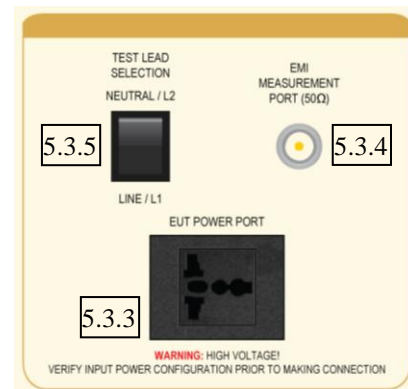 TEST LEAD
SELECTION
NEUTRAL / L2
EMI
MEASUREMENT
PORT (50Ω)
5.3.5
5.3.4
LINE / L1
EUT POWER PORT
5.3.3
WARNING: HIGH VOLTAGE!
VERIFY INPUT POWER CONFIGURATION PRIOR TO MAKING CONNECTION